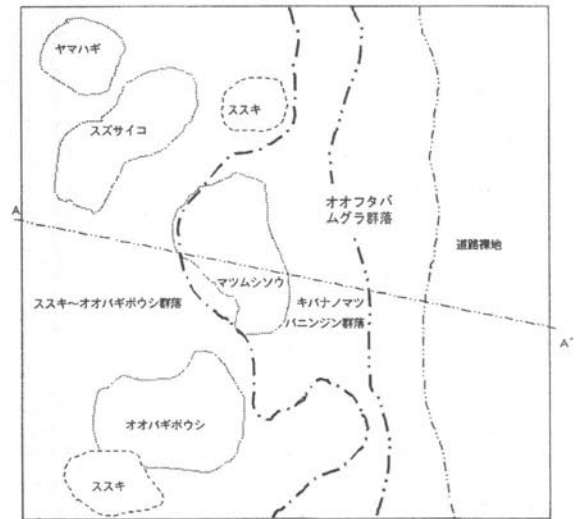 ヤマハギ
ススキ
スズサイコ
A
オオフタバ
ムグラ群落
道路裸地
マツムシソウ
ススキ～オオバギボウシ群落
キバナノマツ
バニンジン群落
A'
オオバギボウシ
ススキ